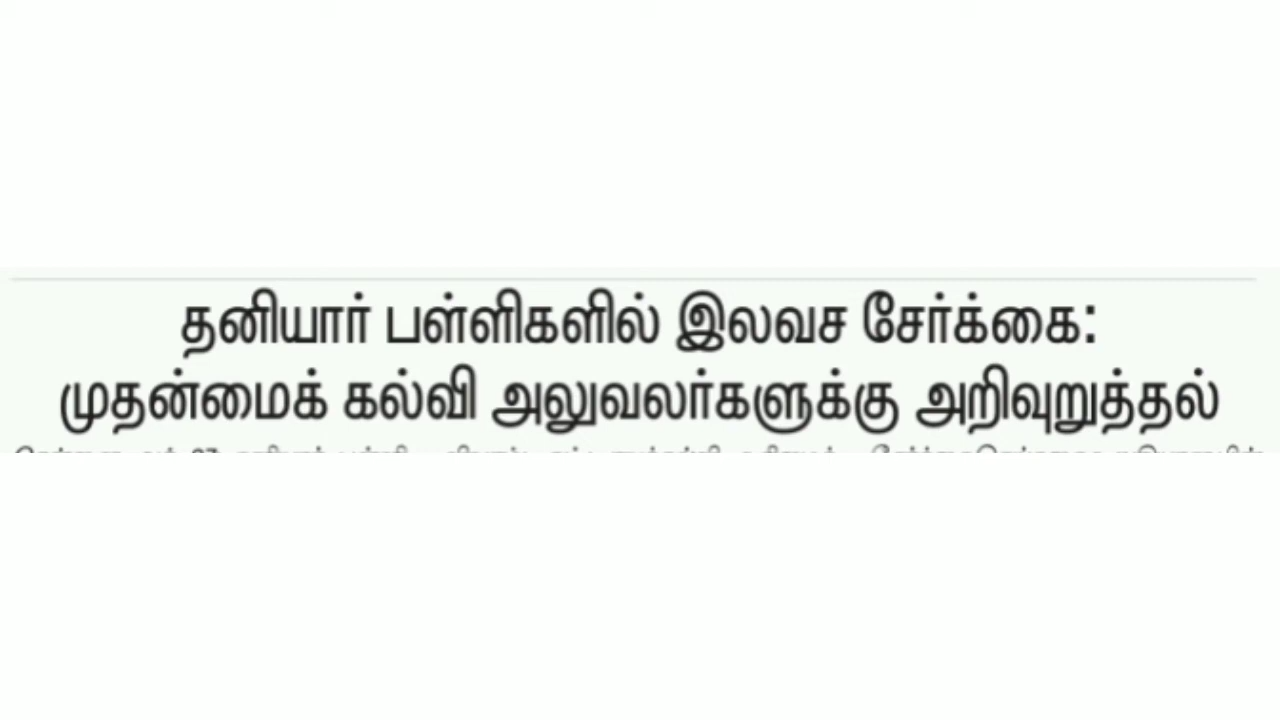 தனியார் பள்ளிகளில் இலவச சேர்க்கை:
முதன்மைக் கல்வி அலுவலர்களுக்கு அறிவுறுத்தல்